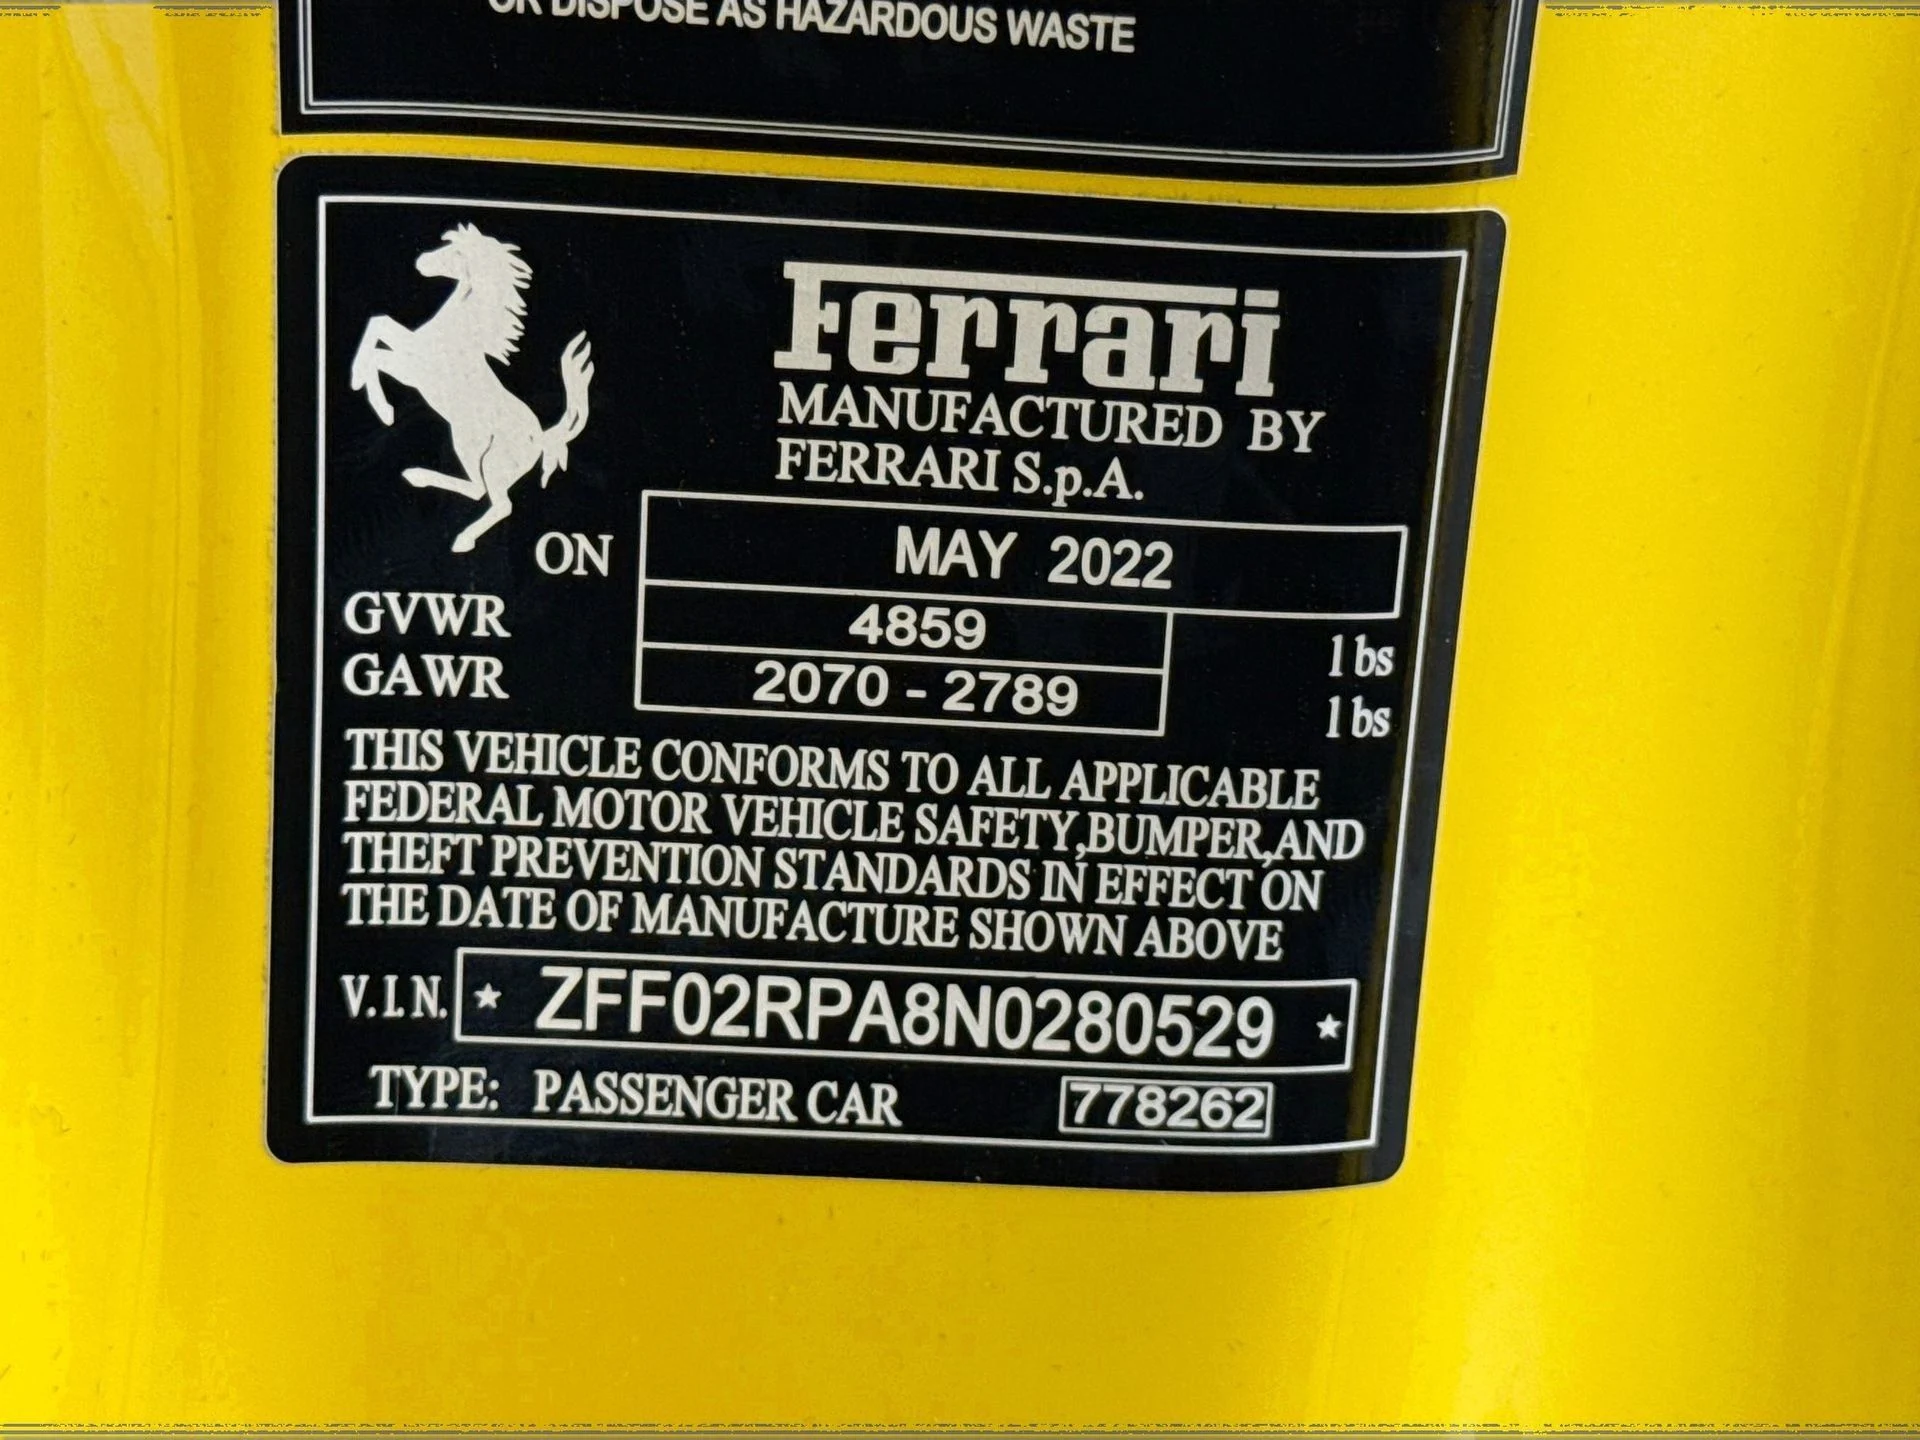 OR DISPOSE AS HAZARDOUS WASTE
Ferrari
MANUFACTURED BY
FERRARI S.p.A.
ON MAY 2022
GVWR 4859 lbs
GAWR 2070 - 2789 lbs
THIS VEHICLE CONFORMS TO ALL APPLICABLE
FEDERAL MOTOR VEHICLE SAFETY,BUMPER,AND
THEFT PREVENTION STANDARDS IN EFFECT ON
THE DATE OF MANUFACTURE SHOWN ABOVE
V.I.N. ★ ZFF02RPA8N0280529 ★
TYPE: PASSENGER CAR 778262